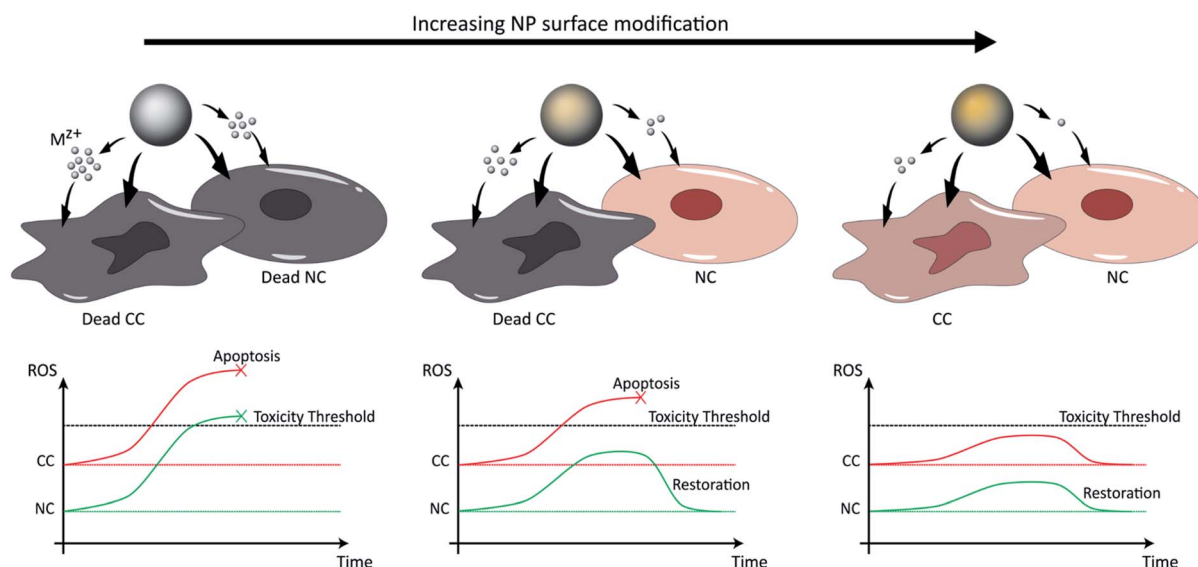 Increasing NP surface modification
M^z+
Dead NC
Dead CC
NC
Dead CC
NC
CC
ROS
Apoptosis
Toxicity Threshold
CC
NC
Time
ROS
Apoptosis
Toxicity Threshold
CC
Restoration
NC
Time
ROS
Toxicity Threshold
CC
Restoration
NC
Time